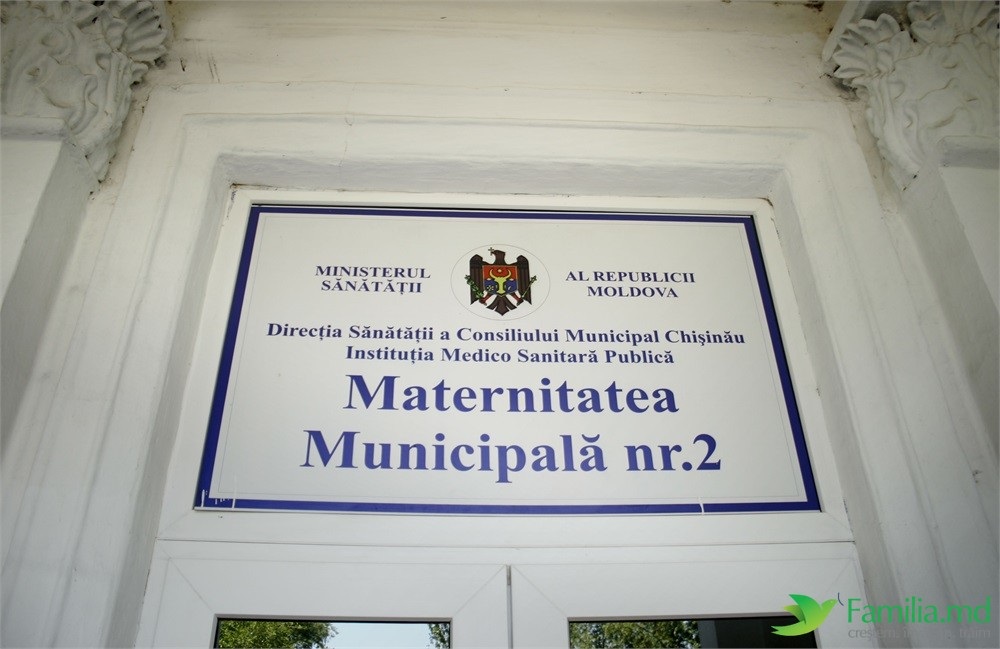 MINISTERUL AL REPUBLICII
SĂNĂTĂȚII MOLDOVA
Direcția Sănătății a Consiliului Municipal Chișinău
Instituția Medico Sanitară Publică
Maternitatea
Municipală nr.2
Familia.md